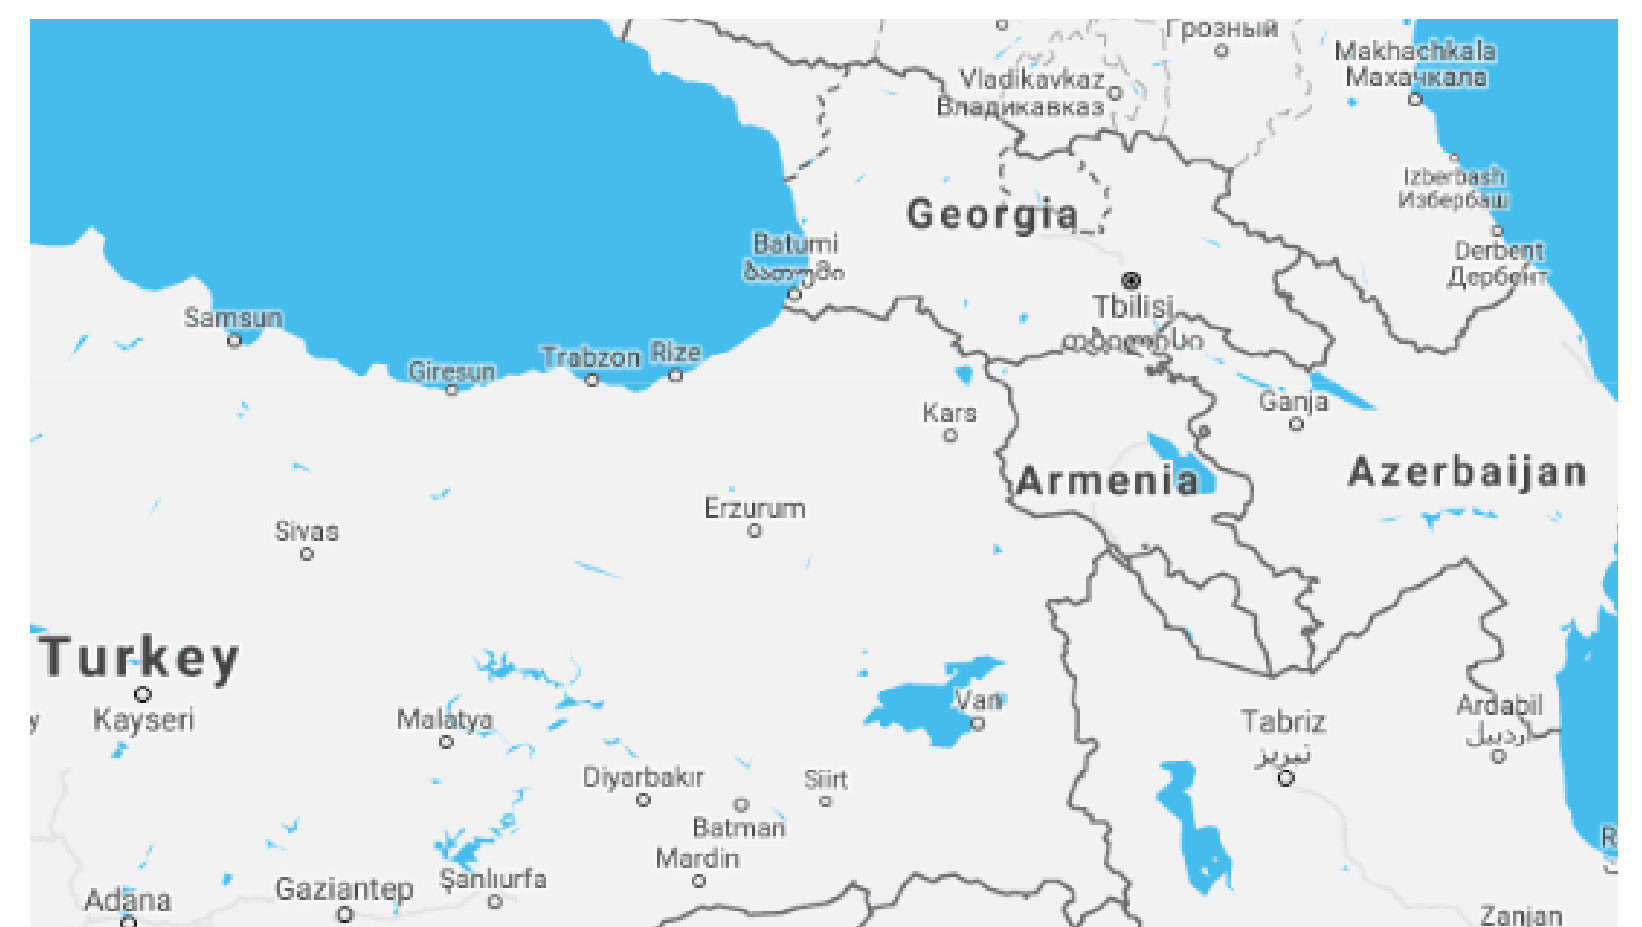 Грозный
Makhachkala
Махачкала
Vladikavkaz
Владикавказ
Izberbash
Избербаш
Georgia
Batumi
ბათუმი
Derbent
Дербент
Tbilisi
თბილისი
Samsun
Giresun
Trabzon
Rize
Kars
Ganja
Armenia
Azerbaijan
Erzurum
Sivas
Turkey
Kayseri
Malatya
Van
Tabriz
تبریز
Ardabil
اردبیل
Diyarbakır
Siirt
Batman
Mardin
Adana
Gaziantep
Şanlıurfa
Zanjan